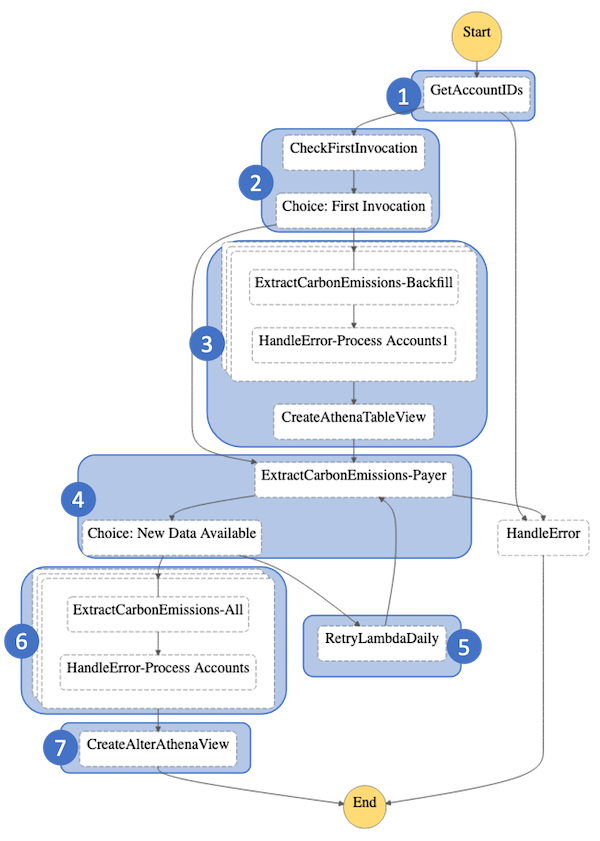 Start
1
GetAccountIDs
CheckFirstInvocation
2
Choice: First Invocation
ExtractCarbonEmissions-Backfill
3
HandleError-Process Accounts1
CreateAthenaTableView
ExtractCarbonEmissions-Payer
4
Choice: New Data Available
HandleError
ExtractCarbonEmissions-All
6
HandleError-Process Accounts
RetryLambdaDaily
5
7
CreateAlterAthenaView
End